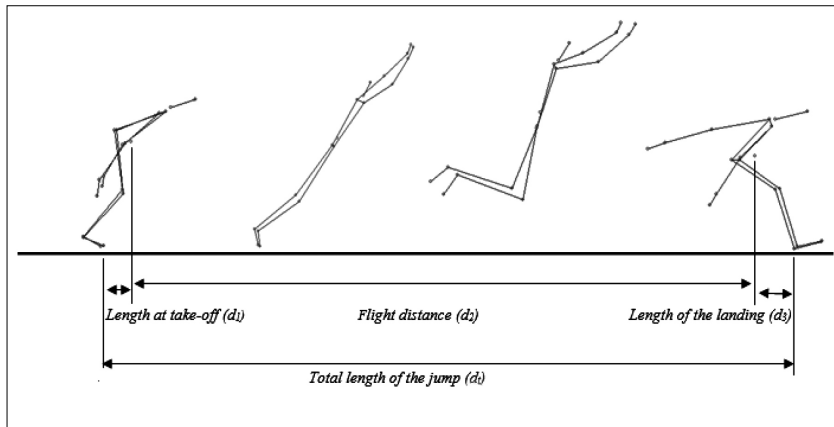 Length at take-off (d1) Flight distance (d2) Length of the landing (d3)
Total length of the jump (dt)